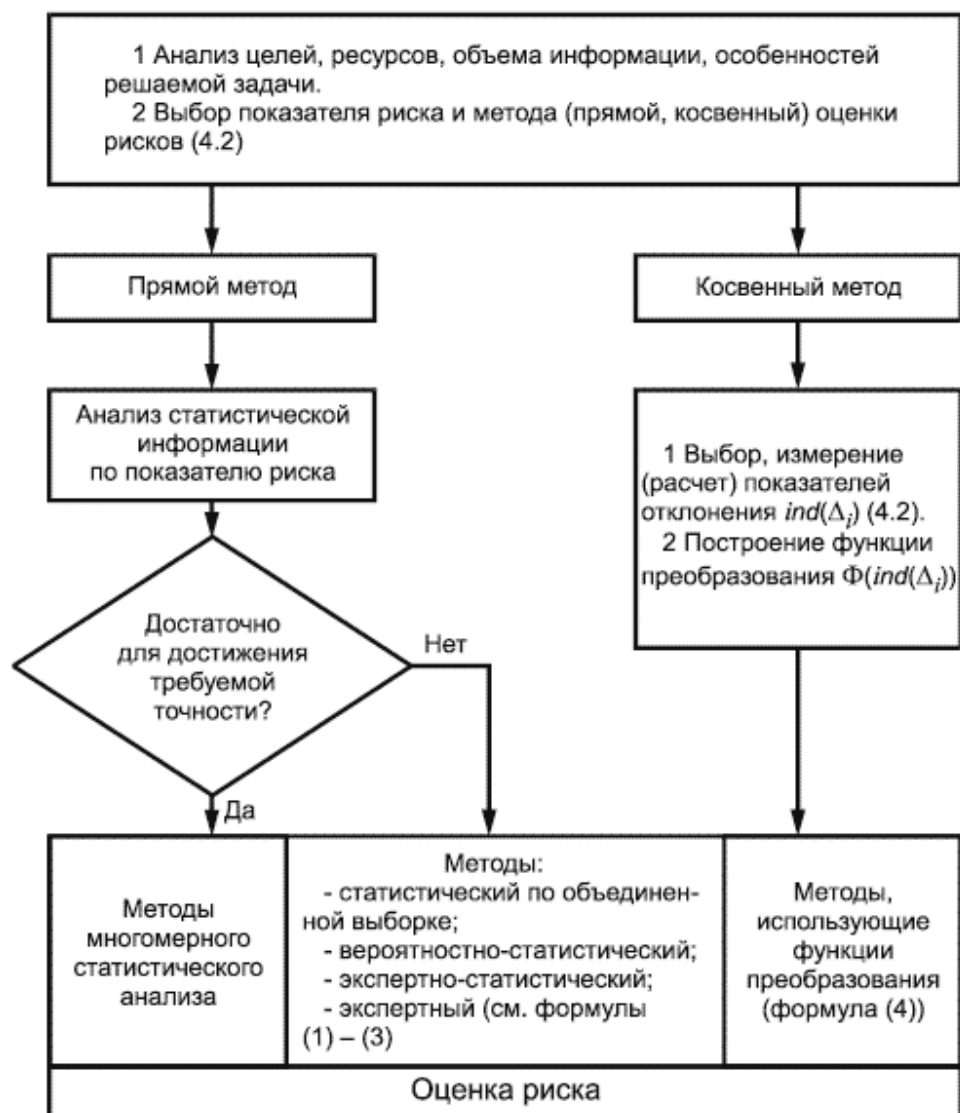 1 Анализ целей, ресурсов, объема информации, особенностей
решаемой задачи.
2 Выбор показателя риска и метода (прямой, косвенный) оценки
рисков (4.2)
Прямой метод
Косвенный метод
Анализ статистической
информации
по показателю риска
1 Выбор, измерение
(расчет) показателей
отклонения ind(Δi) (4.2).
2 Построение функции
преобразования Φ(ind(Δi))
Достаточно
для достижения
требуемой
точности?
Нет
Да
Методы
многомерного
статистического
анализа
Методы:
- статистический по объединен-
ной выборке;
- вероятностно-статистический;
- экспертно-статистический;
- экспертный (см. формулы
(1) – (3)
Методы,
использующие
функции
преобразования
(формула (4))
Оценка риска